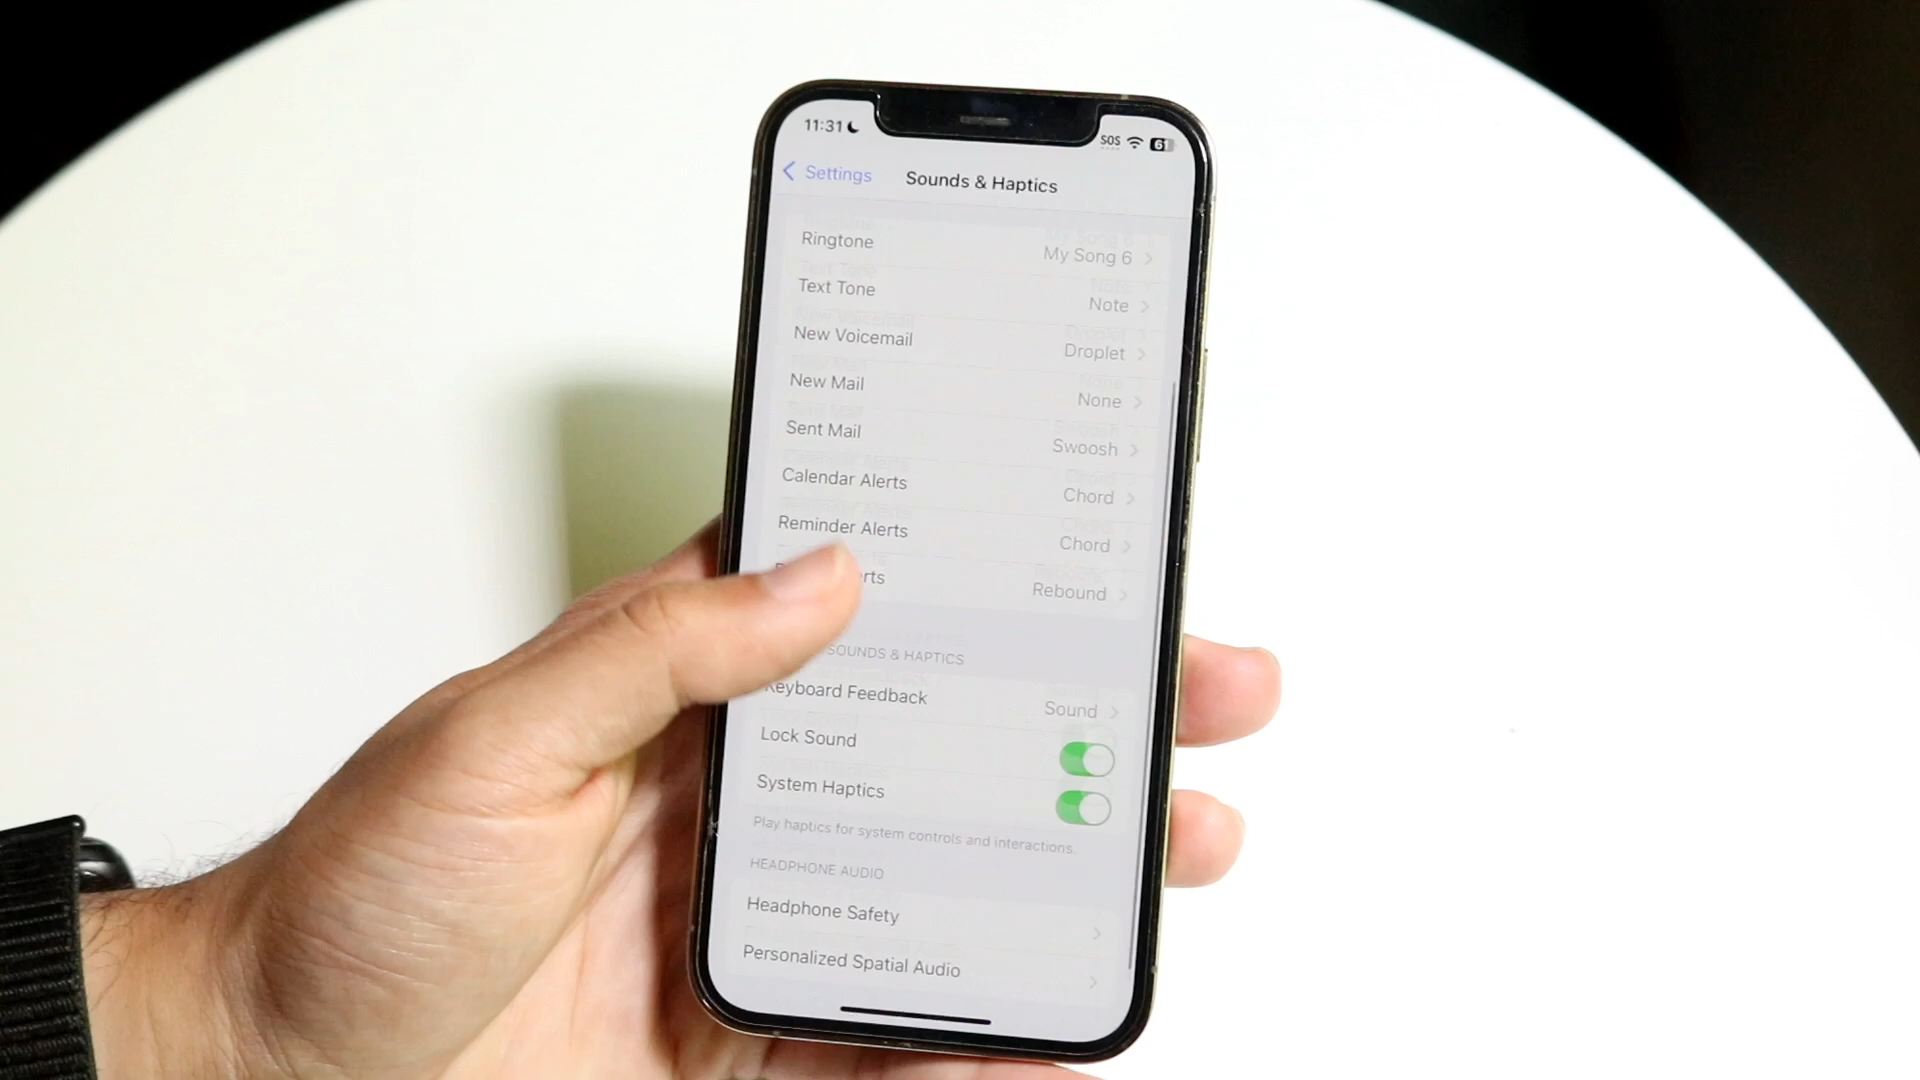 11:31
SOS 61
Settings Sounds & Haptics
Ringtone My Song 6
Text Tone Note
New Voicemail Droplet
New Mail None
Sent Mail Swoosh
Calendar Alerts Chord
Reminder Alerts Chord
Rebound
SOUNDS & HAPTICS
Keyboard Feedback Sound
Lock Sound
System Haptics
Play haptics for system controls and interactions.
HEADPHONE AUDIO
Headphone Safety
Personalized Spatial Audio